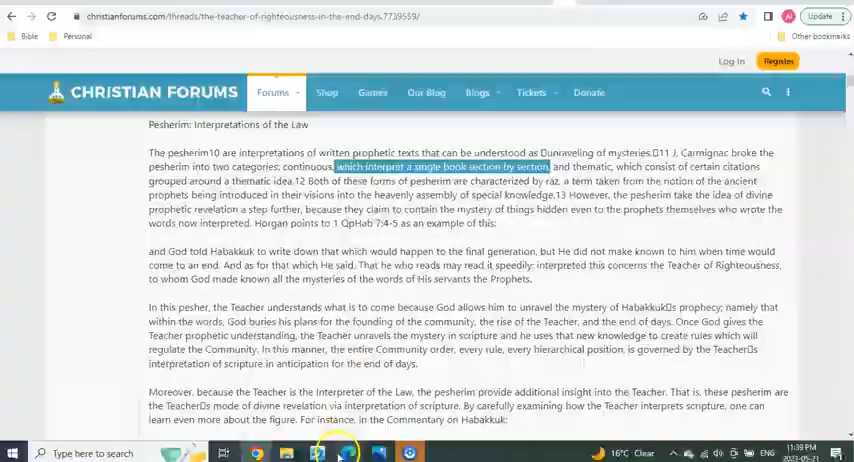 christianforums.com/threads/the-teacher-of-righteousness-in-the-end-days.7739559/
Update
Bible
Personal
Other bookmarks
Log in
Register
CHRISTIAN FORUMS
Forums
Shop
Games
Our Blog
Blogs
Tickets
Donate
Pesherim: Interpretations of the Law
The pesherim10 are interpretations of written prophetic texts that can be understood as ▯unraveling of mysteries.▯11 J. Carmignac broke the
pesherim into two categories; continuous, which interpret a single book section by section, and thematic, which consist of certain citations
grouped around a thematic idea.12 Both of these forms of pesherim are characterized by raz, a term taken from the notion of the ancient
prophets being introduced in their visions into the heavenly assembly of special knowledge.13 However, the pesherim take the idea of divine
prophetic revelation a step further, because they claim to contain the mystery of things hidden even to the prophets themselves who wrote the
words now interpreted. Horgan points to 1 QpHab 7:4-5 as an example of this:
and God told Habakkuk to write down that which would happen to the final generation, but He did not make known to him when time would
come to an end. And as for that which He said, That he who reads may read it speedily: interpreted this concerns the Teacher of Righteousness,
to whom God made known all the mysteries of the words of His servants the Prophets.
In this pesher, the Teacher understands what is to come because God allows him to unravel the mystery of Habakkuk▯s prophecy; namely that
within the words, God buries his plans for the founding of the community, the rise of the Teacher, and the end of days. Once God gives the
Teacher prophetic understanding, the Teacher unravels the mystery in scripture and he uses that new knowledge to create rules which will
regulate the Community. In this manner, the entire Community order, every rule, every hierarchical position, is governed by the Teacher▯s
interpretation of scripture in anticipation for the end of days.
Moreover, because the Teacher is the Interpreter of the Law, the pesherim provide additional insight into the Teacher. That is, these pesherim are
the Teacher▯s mode of divine revelation via interpretation of scripture. By carefully examining how the Teacher interprets scripture, one can
learn even more about the figure. For instance, in the Commentary on Habakkuk:
Type here to search
16°C Clear
ENG
11:39 PM
2023-05-21